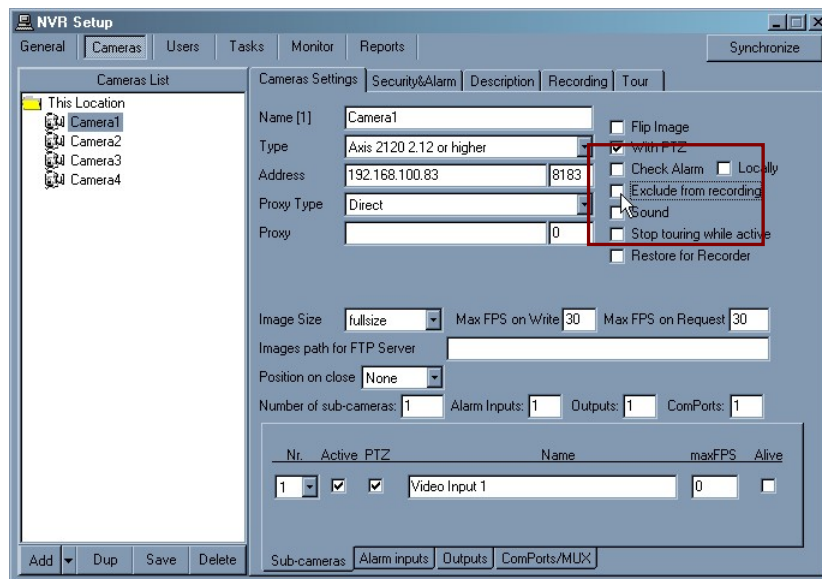 NVR Setup
General Cameras Users Tasks Monitor Reports Synchronize
Cameras List
This Location
Camera1
Camera2
Camera3
Camera4
Add Dup Save Delete
Cameras Settings Security&Alarm Description Recording Tour
Name [1] Camera1
Type Axis 2120 2.12 or higher
Address 192.168.100.83 8183
Proxy Type Direct
Proxy 0
Flip Image
With PTZ
Check Alarm Locally
Exclude from recording
Sound
Stop touring while active
Restore for Recorder
Image Size fullsize Max FPS on Write 30 Max FPS on Request 30
Images path for FTP Server
Position on close None
Number of sub-cameras: 1 Alarm Inputs: 1 Outputs: 1 ComPorts: 1
Nr. Active PTZ Name maxFPS Alive
1 Video Input 1 0
Sub-cameras Alarm inputs Outputs ComPorts/MUX